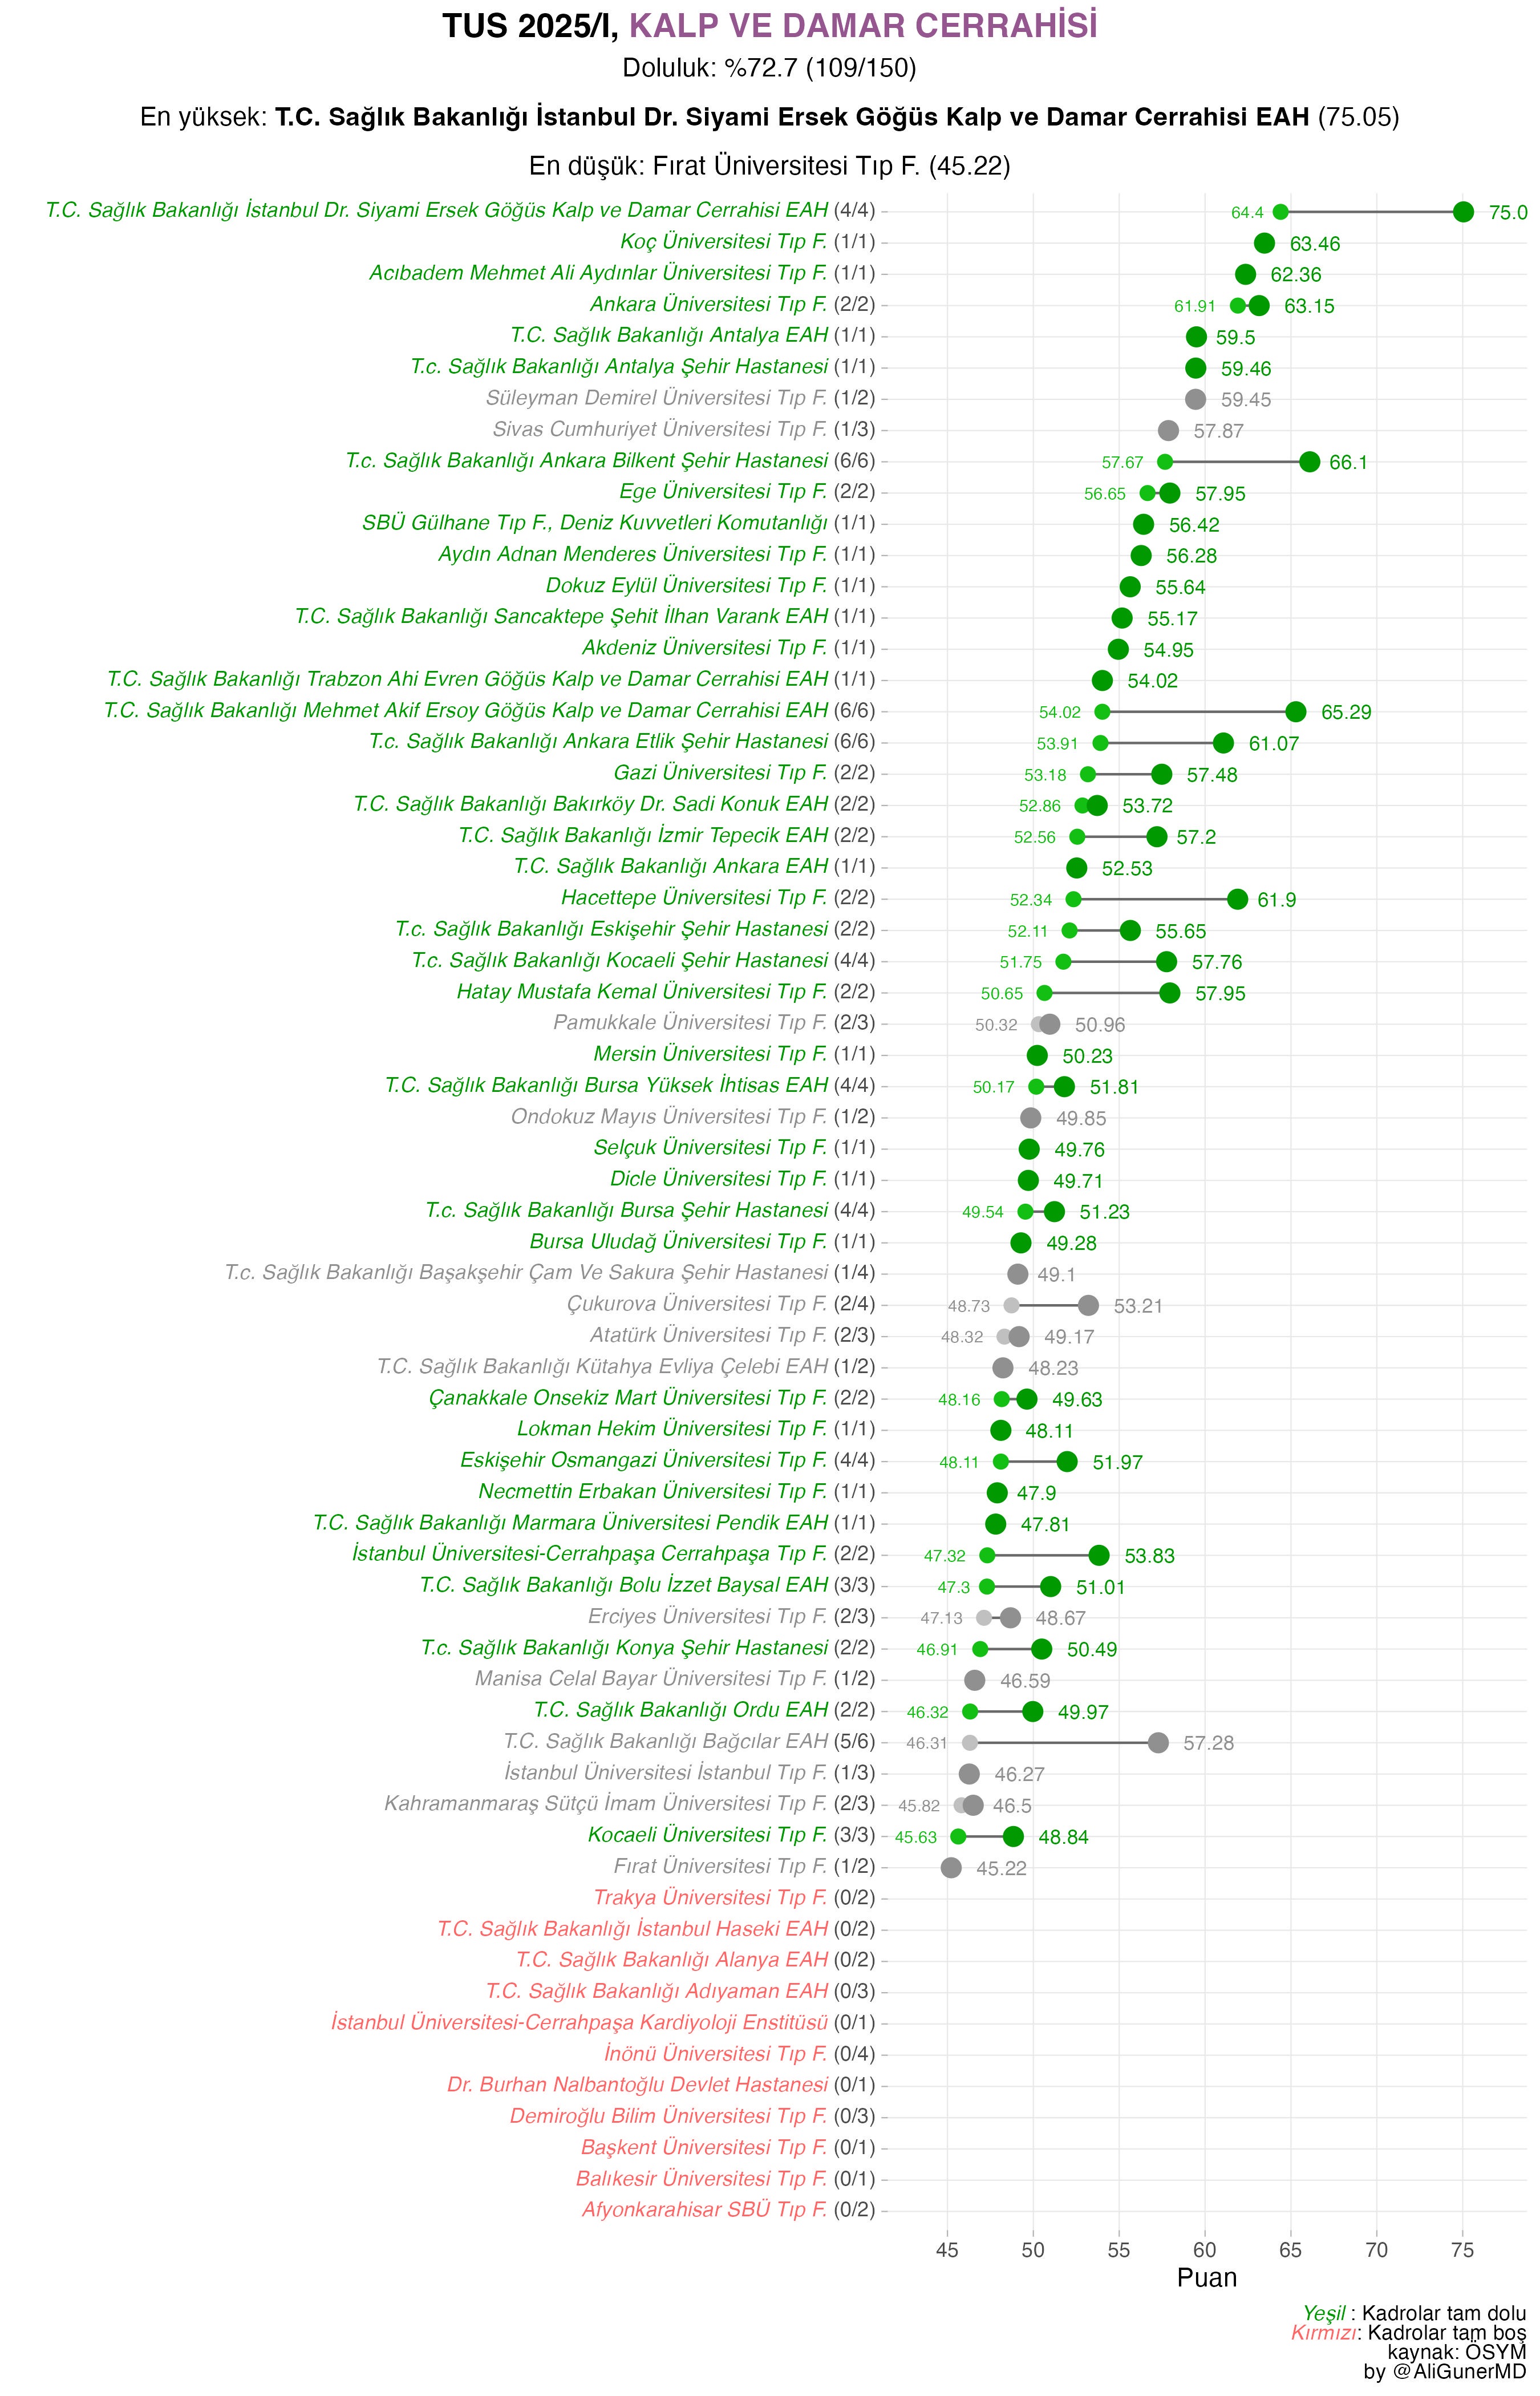 TUS 2025/I, KALP VE DAMAR CERRAHİSİ
Doluluk: %72.7 (109/150)
En yüksek: T.C. Sağlık Bakanlığı İstanbul Dr. Siyami Ersek Göğüs Kalp ve Damar Cerrahisi EAH (75.05)
En düşük: Fırat Üniversitesi Tıp F. (45.22)
T.C. Sağlık Bakanlığı İstanbul Dr. Siyami Ersek Göğüs Kalp ve Damar Cerrahisi EAH (4/4) 64.4 75.0
Koç Üniversitesi Tıp F. (1/1) 63.46
Acıbadem Mehmet Ali Aydınlar Üniversitesi Tıp F. (1/1) 62.36
Ankara Üniversitesi Tıp F. (2/2) 61.91 63.15
T.C. Sağlık Bakanlığı Antalya EAH (1/1) 59.5
T.c. Sağlık Bakanlığı Antalya Şehir Hastanesi (1/1) 59.46
Süleyman Demirel Üniversitesi Tıp F. (1/2) 59.45
Sivas Cumhuriyet Üniversitesi Tıp F. (1/3) 57.87
T.c. Sağlık Bakanlığı Ankara Bilkent Şehir Hastanesi (6/6) 57.67 66.1
Ege Üniversitesi Tıp F. (2/2) 56.65 57.95
SBÜ Gülhane Tıp F., Deniz Kuvvetleri Komutanlığı (1/1) 56.42
Aydın Adnan Menderes Üniversitesi Tıp F. (1/1) 56.28
Dokuz Eylül Üniversitesi Tıp F. (1/1) 55.64
T.C. Sağlık Bakanlığı Sancaktepe Şehit İlhan Varank EAH (1/1) 55.17
Akdeniz Üniversitesi Tıp F. (1/1) 54.95
T.C. Sağlık Bakanlığı Trabzon Ahi Evren Göğüs Kalp ve Damar Cerrahisi EAH (1/1) 54.02
T.C. Sağlık Bakanlığı Mehmet Akif Ersoy Göğüs Kalp ve Damar Cerrahisi EAH (6/6) 54.02 65.29
T.c. Sağlık Bakanlığı Ankara Etlik Şehir Hastanesi (6/6) 53.91 61.07
Gazi Üniversitesi Tıp F. (2/2) 53.18 57.48
T.C. Sağlık Bakanlığı Bakırköy Dr. Sadi Konuk EAH (2/2) 52.86 53.72
T.C. Sağlık Bakanlığı İzmir Tepecik EAH (2/2) 52.56 57.2
T.C. Sağlık Bakanlığı Ankara EAH (1/1) 52.53
Hacettepe Üniversitesi Tıp F. (2/2) 52.34 61.9
T.c. Sağlık Bakanlığı Eskişehir Şehir Hastanesi (2/2) 52.11 55.65
T.c. Sağlık Bakanlığı Kocaeli Şehir Hastanesi (4/4) 51.75 57.76
Hatay Mustafa Kemal Üniversitesi Tıp F. (2/2) 50.65 57.95
Pamukkale Üniversitesi Tıp F. (2/3) 50.32 50.96
Mersin Üniversitesi Tıp F. (1/1) 50.23
T.C. Sağlık Bakanlığı Bursa Yüksek İhtisas EAH (4/4) 50.17 51.81
Ondokuz Mayıs Üniversitesi Tıp F. (1/2) 49.85
Selçuk Üniversitesi Tıp F. (1/1) 49.76
Dicle Üniversitesi Tıp F. (1/1) 49.71
T.c. Sağlık Bakanlığı Bursa Şehir Hastanesi (4/4) 49.54 51.23
Bursa Uludağ Üniversitesi Tıp F. (1/1) 49.28
T.c. Sağlık Bakanlığı Başakşehir Çam Ve Sakura Şehir Hastanesi (1/4) 49.1
Çukurova Üniversitesi Tıp F. (2/4) 48.73 53.21
Atatürk Üniversitesi Tıp F. (2/3) 48.32 49.17
T.C. Sağlık Bakanlığı Kütahya Evliya Çelebi EAH (1/2) 48.23
Çanakkale Onsekiz Mart Üniversitesi Tıp F. (2/2) 48.16 49.63
Lokman Hekim Üniversitesi Tıp F. (1/1) 48.11
Eskişehir Osmangazi Üniversitesi Tıp F. (4/4) 48.11 51.97
Necmettin Erbakan Üniversitesi Tıp F. (1/1) 47.9
T.C. Sağlık Bakanlığı Marmara Üniversitesi Pendik EAH (1/1) 47.81
İstanbul Üniversitesi-Cerrahpaşa Cerrahpaşa Tıp F. (2/2) 47.32 53.83
T.C. Sağlık Bakanlığı Bolu İzzet Baysal EAH (3/3) 47.3 51.01
Erciyes Üniversitesi Tıp F. (2/3) 47.13 48.67
T.c. Sağlık Bakanlığı Konya Şehir Hastanesi (2/2) 46.91 50.49
Manisa Celal Bayar Üniversitesi Tıp F. (1/2) 46.59
T.C. Sağlık Bakanlığı Ordu EAH (2/2) 46.32 49.97
T.C. Sağlık Bakanlığı Bağcılar EAH (5/6) 46.31 57.28
İstanbul Üniversitesi İstanbul Tıp F. (1/3) 46.27
Kahramanmaraş Sütçü İmam Üniversitesi Tıp F. (2/3) 45.82 46.5
Kocaeli Üniversitesi Tıp F. (3/3) 45.63 48.84
Fırat Üniversitesi Tıp F. (1/2) 45.22
Trakya Üniversitesi Tıp F. (0/2)
T.C. Sağlık Bakanlığı İstanbul Haseki EAH (0/2)
T.C. Sağlık Bakanlığı Alanya EAH (0/2)
T.C. Sağlık Bakanlığı Adıyaman EAH (0/3)
İstanbul Üniversitesi-Cerrahpaşa Kardiyoloji Enstitüsü (0/1)
İnönü Üniversitesi Tıp F. (0/4)
Dr. Burhan Nalbantoğlu Devlet Hastanesi (0/1)
Demiroğlu Bilim Üniversitesi Tıp F. (0/3)
Başkent Üniversitesi Tıp F. (0/1)
Balıkesir Üniversitesi Tıp F. (0/1)
Afyonkarahisar SBÜ Tıp F. (0/2)
45 50 55 60 65 70 75
Puan
Yeşil : Kadrolar tam dolu
Kırmızı: Kadrolar tam boş
kaynak: ÖSYM
by @AliGunerMD